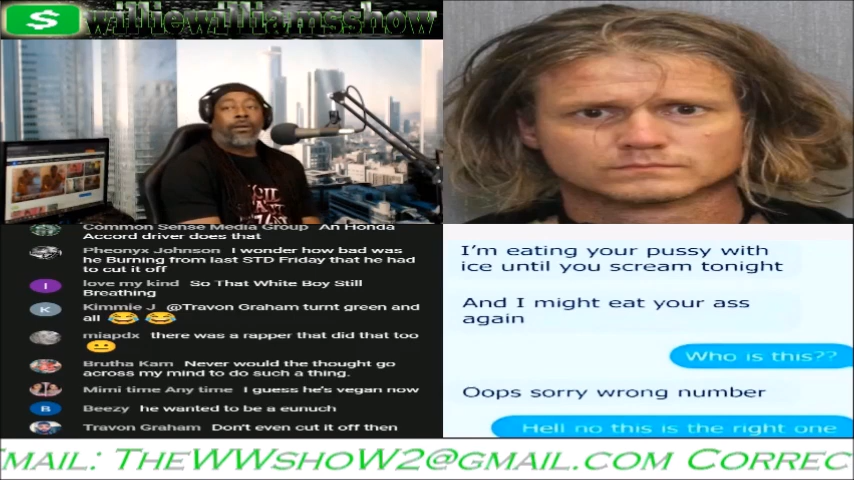 williewilliamsshow
Common Sense Media Group An Honda
Accord driver does that
Pheonyx Johnson I wonder how bad was
he Burning from last STD Friday that he had
to cut it off
love my kind So That White Boy Still
Breathing
Kimmie J @Travon Graham turnt green and
all 😂 😂
miapdx there was a rapper that did that too
😐
Brutha Kam Never would the thought go
across my mind to do such a thing.
Mimi time Any time I guess he's vegan now
Beezy he wanted to be a eunuch
Travon Graham Don't even cut it off then
I'm eating your pussy with
ice until you scream tonight
And I might eat your ass
again
Who is this??
Oops sorry wrong number
Hell no this is the right one
Email: TheWWshoW2@gmail.com Correc